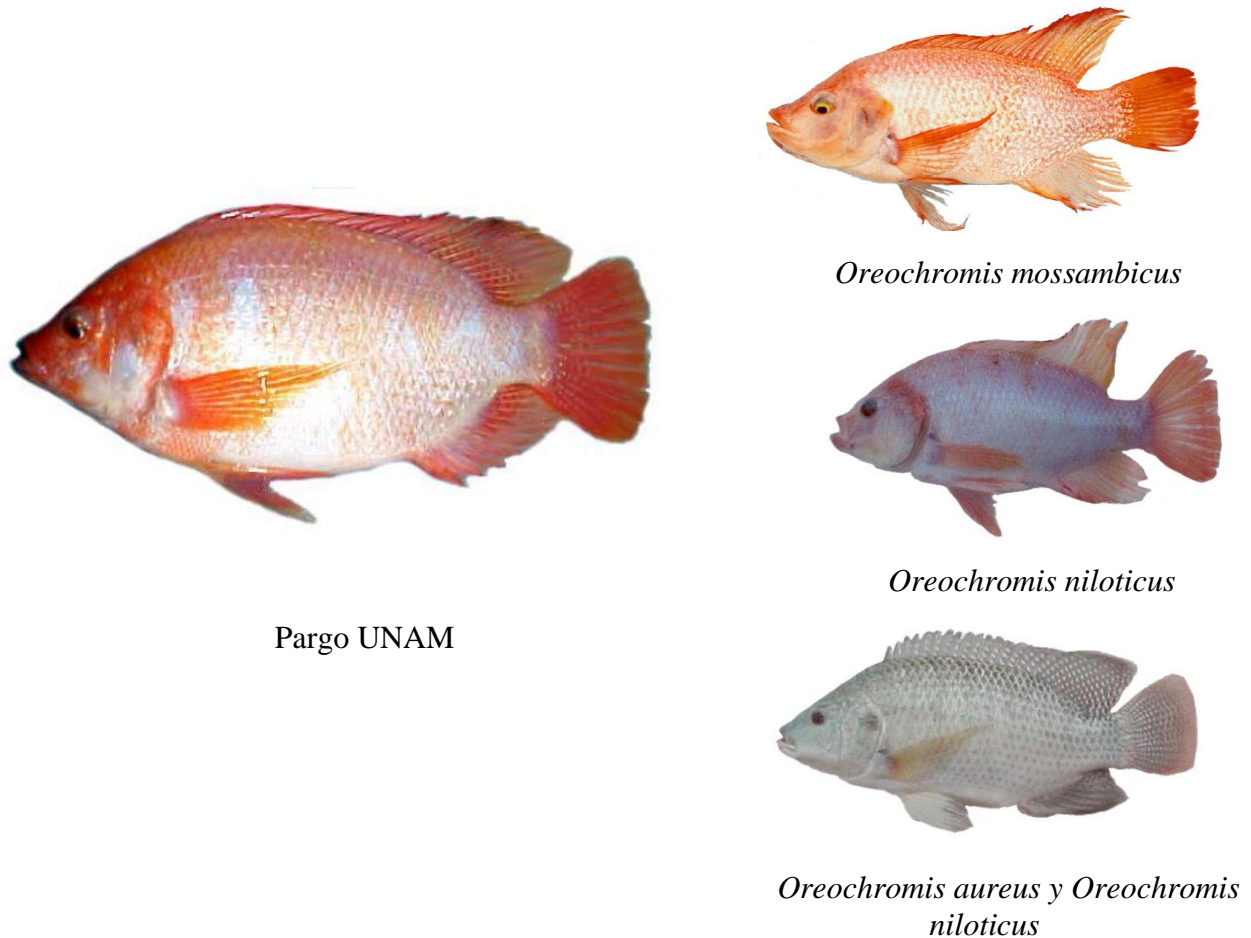 Oreochromis mossambicus
Oreochromis niloticus
Pargo UNAM
Oreochromis aureus y Oreochromis
niloticus